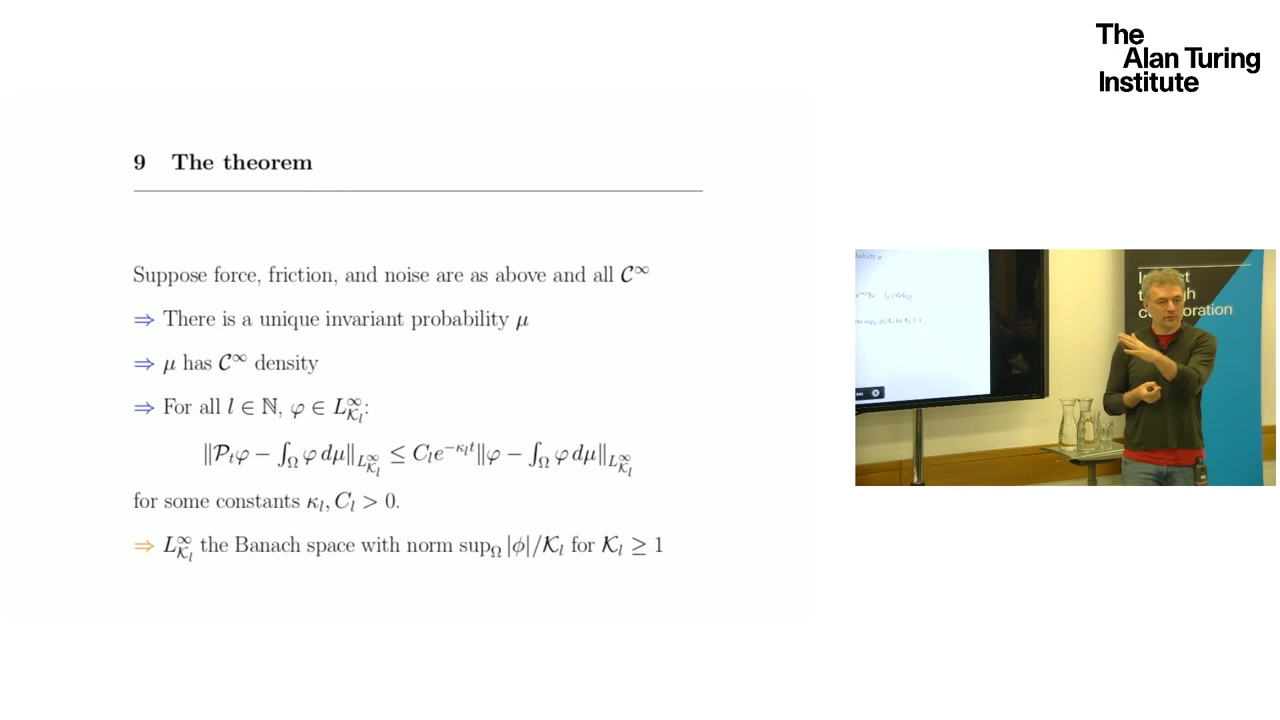 The
Alan Turing
Institute
9 The theorem
Suppose force, friction, and noise are as above and all 𝒞^∞
⇒ There is a unique invariant probability μ
⇒ μ has 𝒞^∞ density
⇒ For all l ∈ ℕ, φ ∈ L^∞_{𝒦_l}:
‖𝒫_tφ − ∫_Ω φ dμ‖_{L^∞_{𝒦_l}} ≤ C_l e^{−κ_l t}‖φ − ∫_Ω φ dμ‖_{L^∞_{𝒦_l}}
for some constants κ_l, C_l > 0.
⇒ L^∞_{𝒦_l} the Banach space with norm sup_Ω |ϕ|/𝒦_l for 𝒦_l ≥ 1